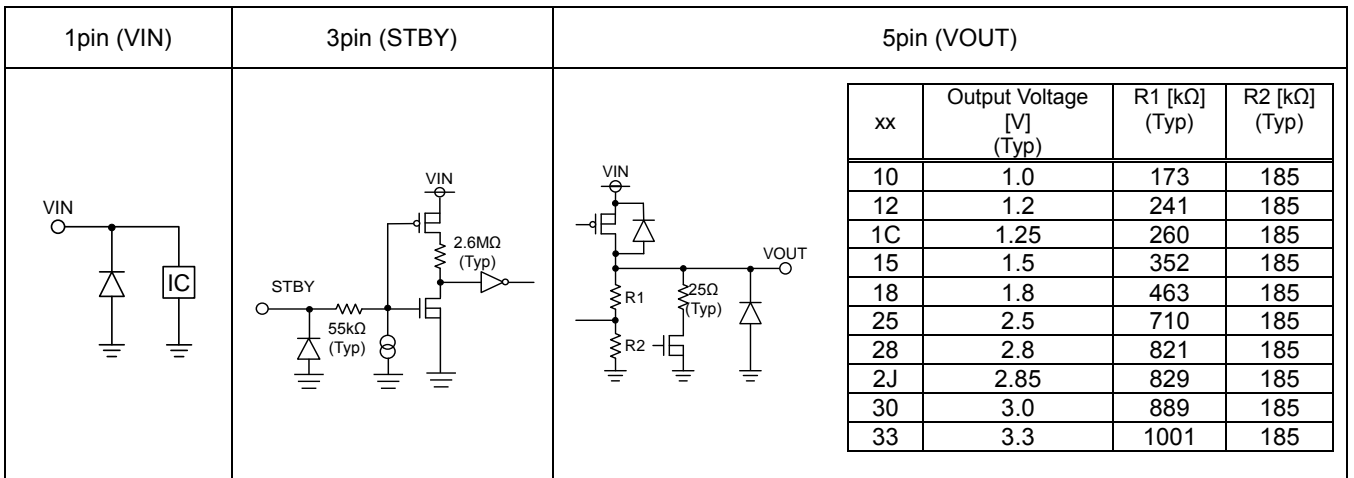 1pin (VIN)
3pin (STBY)
5pin (VOUT)
VIN
IC
VIN
2.6MΩ
(Typ)
STBY
55kΩ
(Typ)
VIN
VOUT
R1
25Ω
(Typ)
R2
xx
Output Voltage
[V]
(Typ)
R1 [kΩ]
(Typ)
R2 [kΩ]
(Typ)
10 1.0 173 185
12 1.2 241 185
1C 1.25 260 185
15 1.5 352 185
18 1.8 463 185
25 2.5 710 185
28 2.8 821 185
2J 2.85 829 185
30 3.0 889 185
33 3.3 1001 185